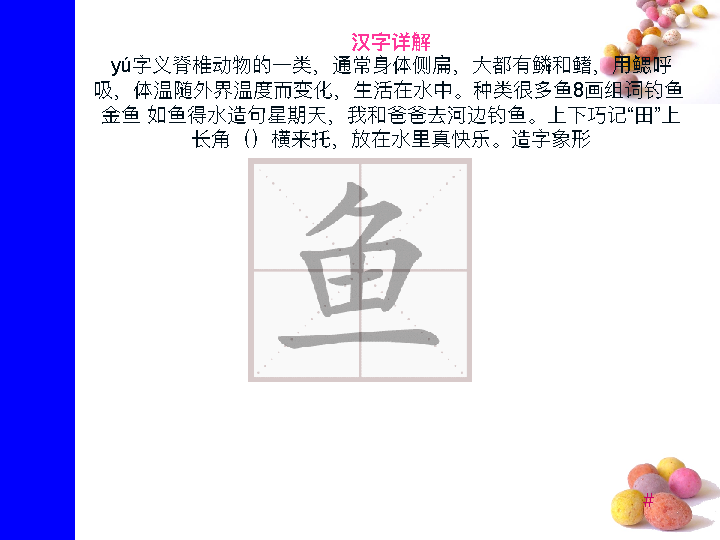 汉字详解
yú字义脊椎动物的一类，通常身体侧扁，大都有鳞和鳍，用鳃呼
吸，体温随外界温度而变化，生活在水中。种类很多鱼8画组词钓鱼
金鱼 如鱼得水造句星期天，我和爸爸去河边钓鱼。上下巧记“田”上
长角（）横来托，放在水里真快乐。造字象形
鱼
#